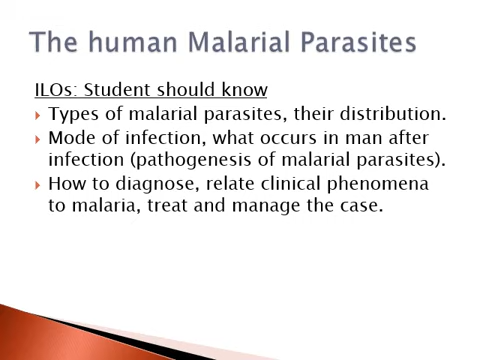 The human Malarial Parasites
ILOs: Student should know
Types of malarial parasites, their distribution.
Mode of infection, what occurs in man after
infection (pathogenesis of malarial parasites).
How to diagnose, relate clinical phenomena
to malaria, treat and manage the case.